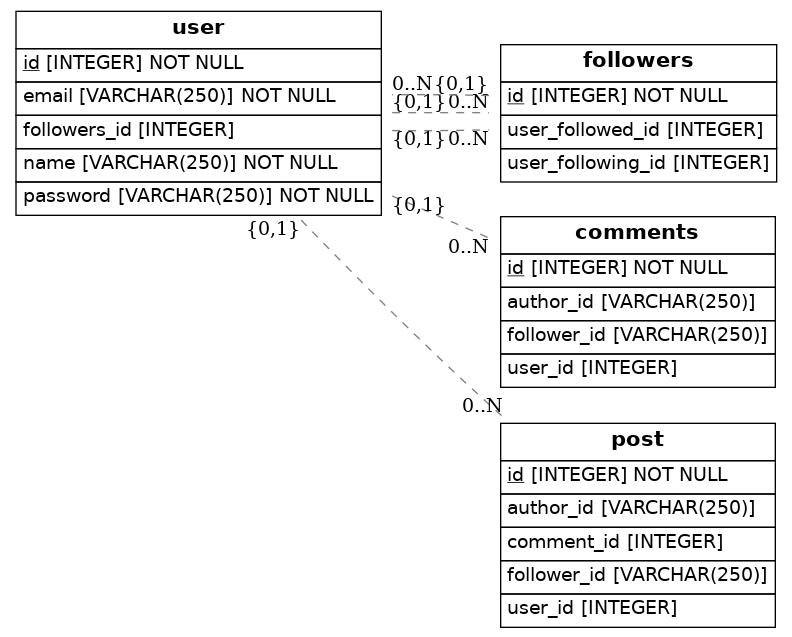 user
id [INTEGER] NOT NULL
email [VARCHAR(250)] NOT NULL
followers_id [INTEGER]
name [VARCHAR(250)] NOT NULL
password [VARCHAR(250)] NOT NULL
0..N {0,1}
{0,1} 0..N
{0,1} 0..N
followers
id [INTEGER] NOT NULL
user_followed_id [INTEGER]
user_following_id [INTEGER]
{0,1}
0..N
comments
id [INTEGER] NOT NULL
author_id [VARCHAR(250)]
follower_id [VARCHAR(250)]
user_id [INTEGER]
{0,1}
0..N
post
id [INTEGER] NOT NULL
author_id [VARCHAR(250)]
comment_id [INTEGER]
follower_id [VARCHAR(250)]
user_id [INTEGER]